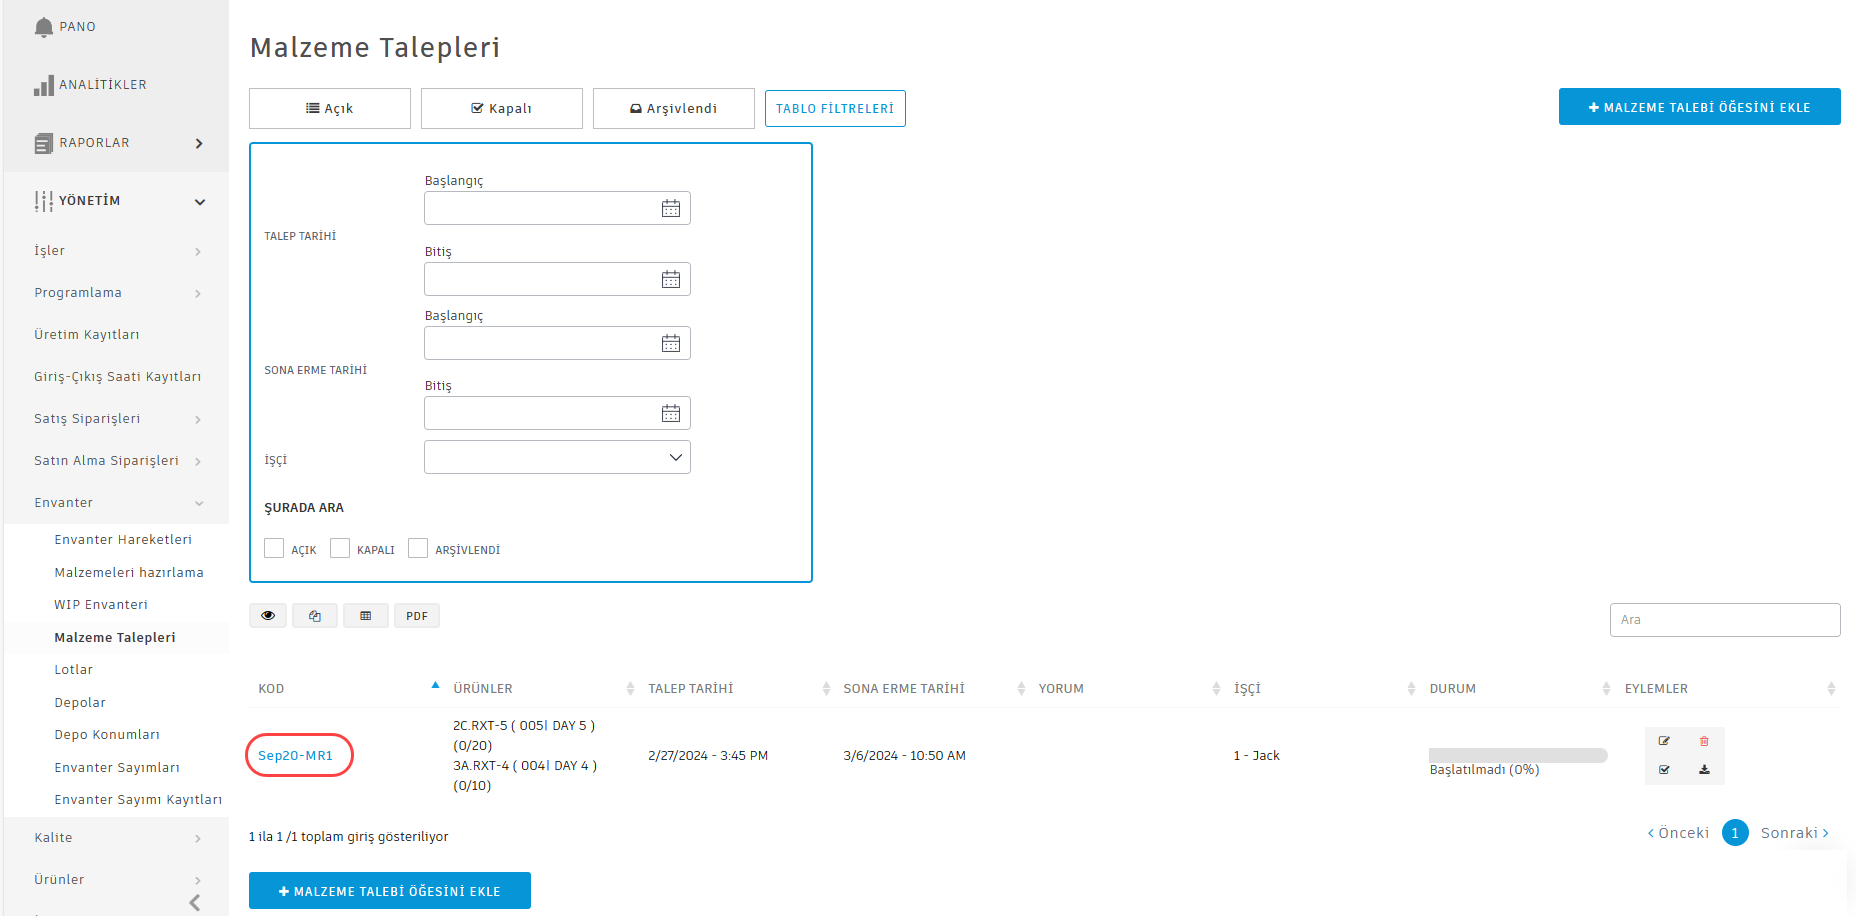 PANO
ANALİTİKLER
RAPORLAR
YÖNETİM
İşler
Programlama
Üretim Kayıtları
Giriş-Çıkış Saati Kayıtları
Satış Siparişleri
Satın Alma Siparişleri
Envanter
Envanter Hareketleri
Malzemeleri hazırlama
WIP Envanteri
Malzeme Talepleri
Lotlar
Depolar
Depo Konumları
Envanter Sayımları
Envanter Sayımı Kayıtları
Kalite
Ürünler
Malzeme Talepleri
Açık
Kapalı
Arşivlendi
TABLO FİLTRELERİ
+ MALZEME TALEBİ ÖĞESİNİ EKLE
TALEP TARİHİ
Başlangıç
Bitiş
SONA ERME TARİHİ
Başlangıç
Bitiş
İŞÇİ
ŞURADA ARA
AÇIK
KAPALI
ARŞİVLENDİ
PDF
Ara
KOD ÜRÜNLER TALEP TARİHİ SONA ERME TARİHİ YORUM İŞÇİ DURUM EYLEMLER
Sep20-MR1
2C.RXT-5 ( 005| DAY 5 )
(0/20)
3A.RXT-4 ( 004| DAY 4 )
(0/10)
2/27/2024 - 3:45 PM
3/6/2024 - 10:50 AM
1 - Jack
Başlatılmadı (0%)
1 ila 1 /1 toplam giriş gösteriliyor
< Önceki 1 Sonraki >
+ MALZEME TALEBİ ÖĞESİNİ EKLE